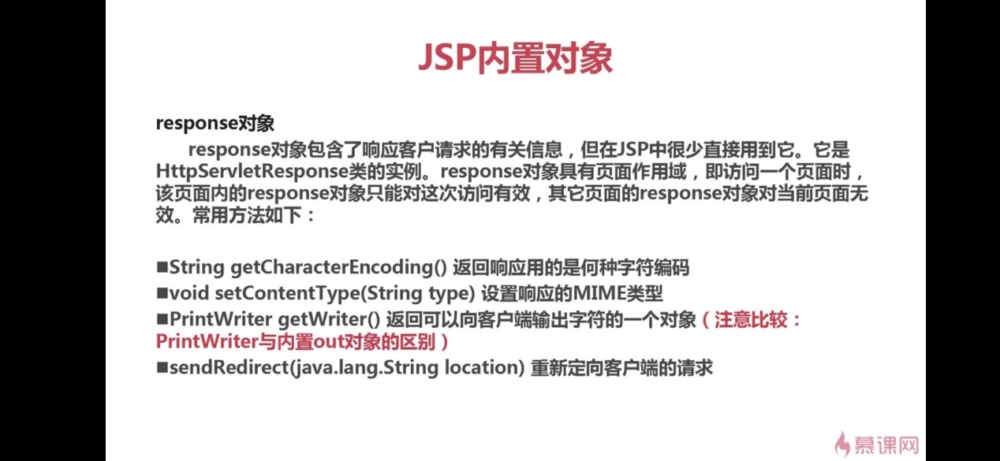 JSP内置对象
response对象
response对象包含了响应客户请求的有关信息，但在JSP中很少直接用到它。它是
HttpServletResponse类的实例。response对象具有页面作用域，即访问一个页面时，
该页面内的response对象只能对这次访问有效，其它页面的response对象对当前页面无
效。常用方法如下：
■String getCharacterEncoding() 返回响应用的是何种字符编码
■void setContentType(String type) 设置响应的MIME类型
■PrintWriter getWriter() 返回可以向客户端输出字符的一个对象（注意比较：
PrintWriter与内置out对象的区别）
■sendRedirect(java.lang.String location) 重新定向客户端的请求
慕课网